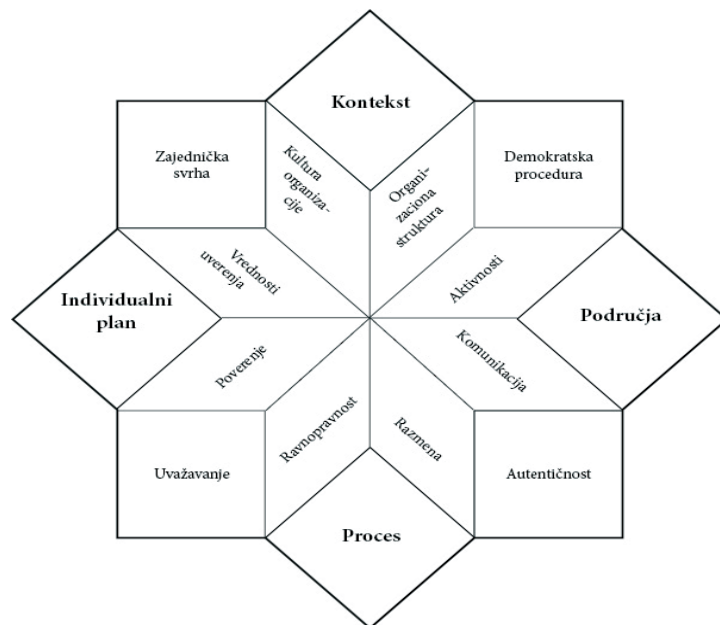 Kontekst
Zajednička
svrha
Kultura
organiza-
cije
Organi-
zaciona
struktura
Demokratska
procedura
Vrednosti
uverenja
Aktivnosti
Individualni
plan
Područja
Poverenje
Komunikacija
Ravnopravnost
Razmena
Uvažavanje
Autentičnost
Proces